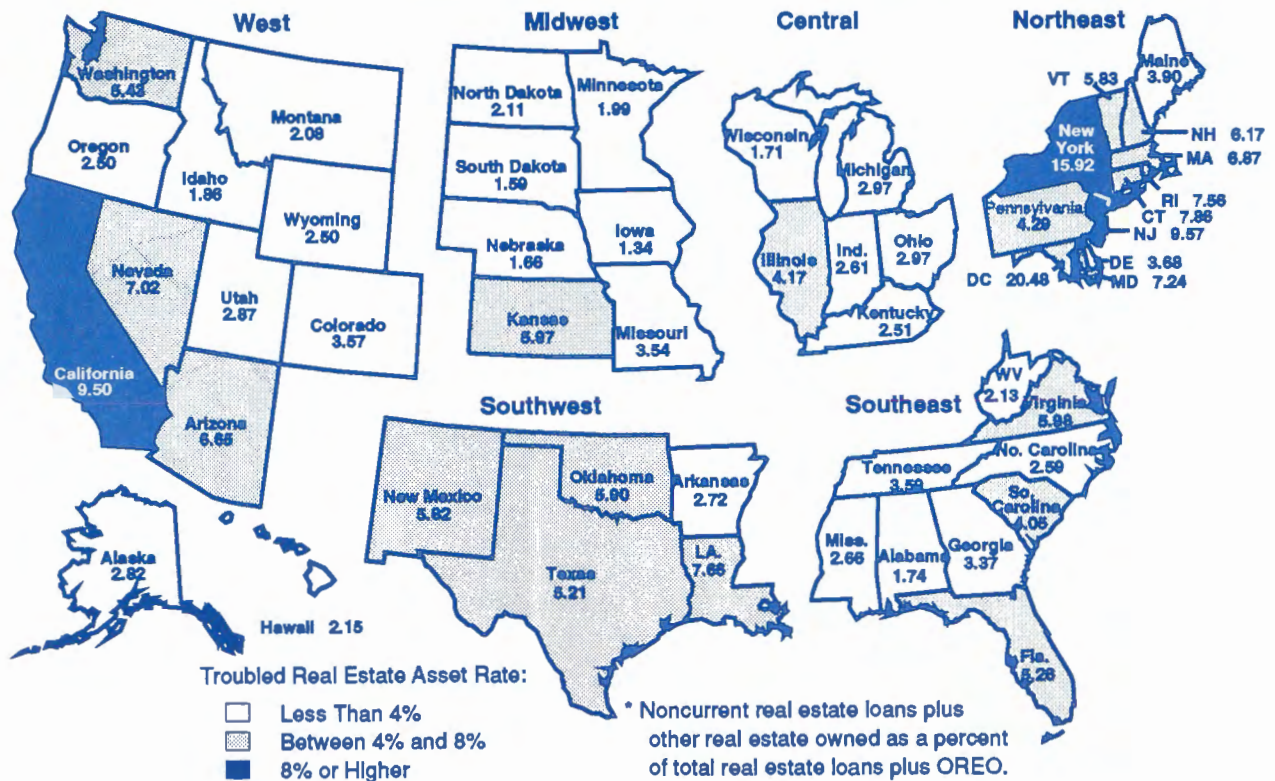 West
Midwest
Central
Northeast
Washington
5.43
Oregon
2.50
Montana
2.08
Idaho
1.86
Wyoming
2.50
Nevada
7.02
Utah
2.87
Colorado
3.57
California
9.50
Arizona
6.65
Alaska
2.82
Hawaii 2.15
North Dakota
2.11
Minnesota
1.99
South Dakota
1.59
Nebraska
1.66
Iowa
1.34
Kansas
5.97
Missouri
3.54
Wisconsin
1.71
Michigan
2.97
Illinois
4.17
Ind.
2.61
Ohio
2.97
Kentucky
2.51
Maine
3.90
VT 5.83
New
York
15.92
NH 6.17
MA 6.87
RI 7.56
CT 7.86
NJ 9.57
Pennsylvania
4.29
DE 3.68
MD 7.24
DC 20.48
Southwest
Southeast
New Mexico
5.82
Oklahoma
5.90
Arkansas
2.72
Texas
5.21
LA.
7.66
WV
2.13
Virginia
5.98
No. Carolina
2.59
Tennessee
3.59
So.
Carolina
4.05
Miss.
2.66
Alabama
1.74
Georgia
3.37
Fla.
5.26
Troubled Real Estate Asset Rate:
Less Than 4%
Between 4% and 8%
8% or Higher
* Noncurrent real estate loans plus
other real estate owned as a percent
of total real estate loans plus OREO.